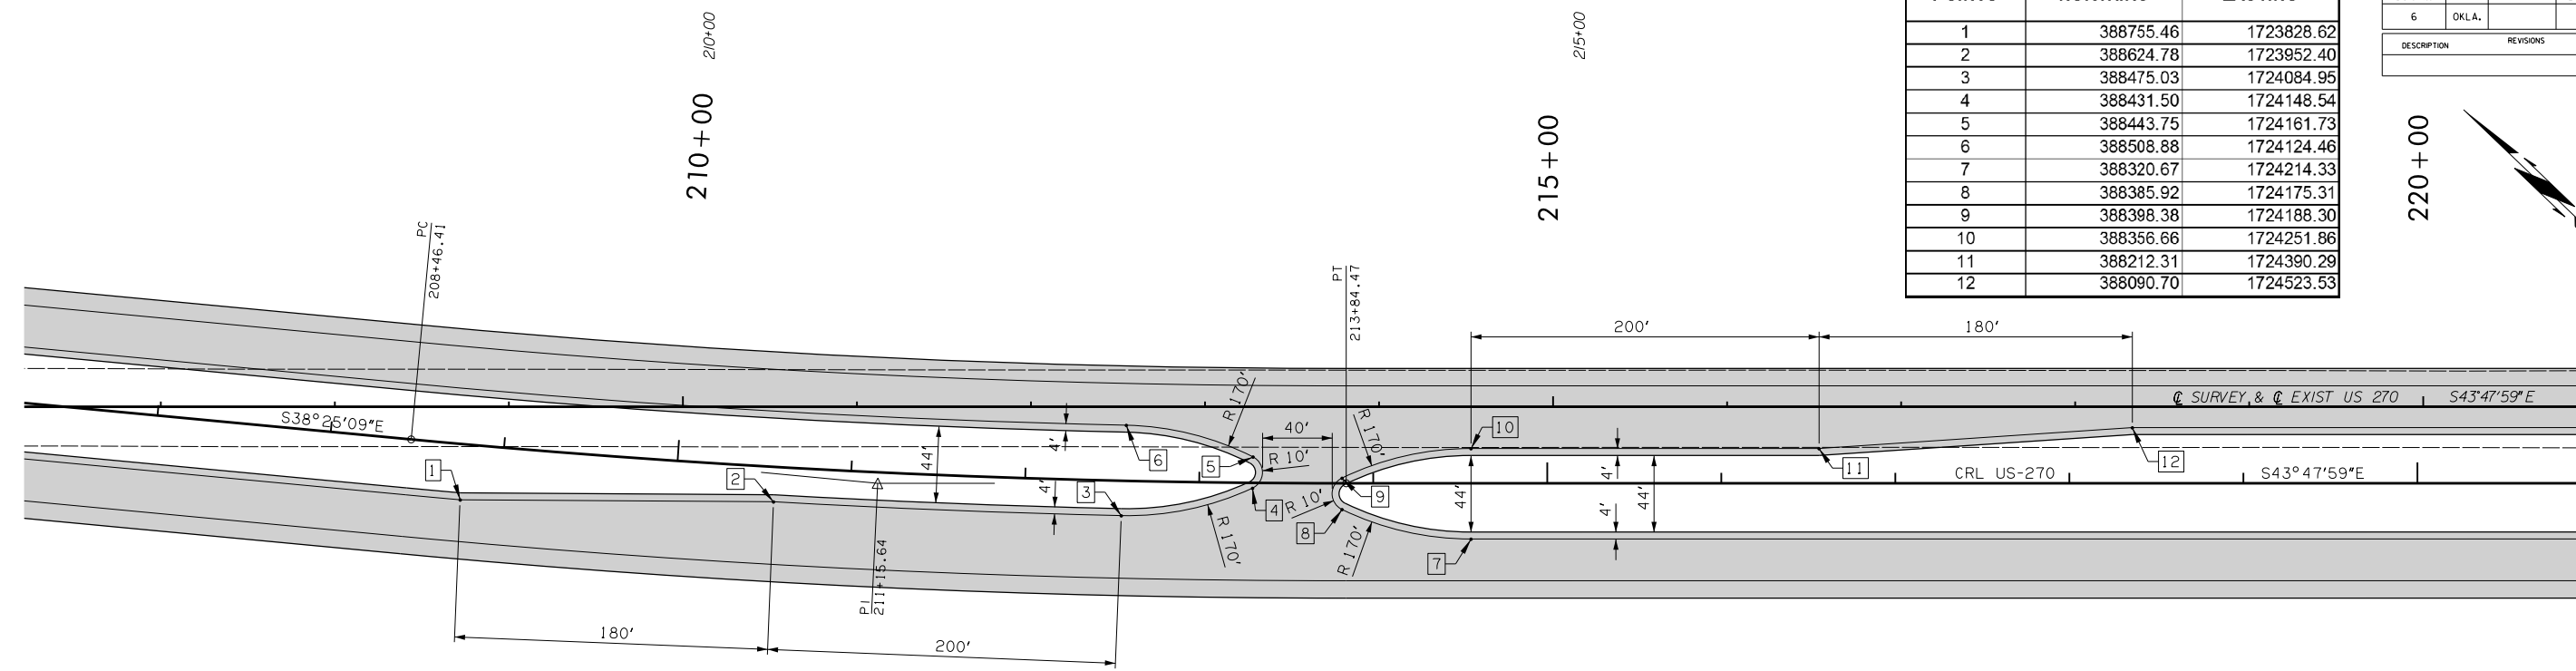 210+00
215+00
210+00
215+00
220+00
1 388755.46 1723828.62
2 388624.78 1723952.40
3 388475.03 1724084.95
4 388431.50 1724148.54
5 388443.75 1724161.73
6 388508.88 1724124.46
7 388320.67 1724214.33
8 388385.92 1724175.31
9 388398.38 1724188.30
10 388356.66 1724251.86
11 388212.31 1724390.29
12 388090.70 1724523.53
6 OKLA.
DESCRIPTION REVISIONS
PC
208+46.41
PT
213+84.47
200'
180'
S38°25'09"E
R 170'
R 170'
40'
R 10'
R 10'
44'
4'
4'
1
2
3
4
5
6
7
8
9
10
11
12
℄ SURVEY & ℄ EXIST US 270 S43°47'59"E
CRL US-270 S43°47'59"E
44'
4'
4'
44'
R 170'
R 170'
PI
211+15.64
180'
200'